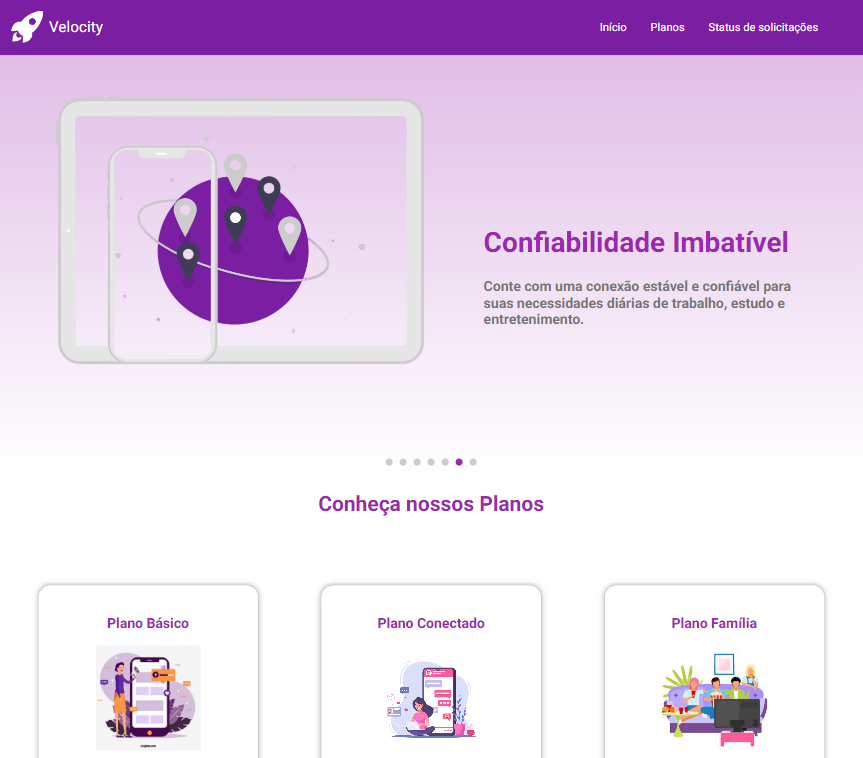 Velocity
Início
Planos
Status de solicitações
Confiabilidade Imbatível
Conte com uma conexão estável e confiável para
suas necessidades diárias de trabalho, estudo e
entretenimento.
Conheça nossos Planos
Plano Básico
Plano Conectado
Plano Família